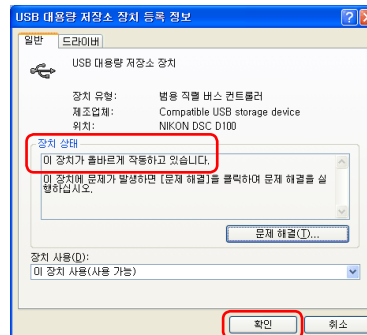 USB 대용량 저장소 장치 등록 정보
일반 드라이버
USB 대용량 저장소 장치
장치 유형: 범용 직렬 버스 컨트롤러
제조업체: Compatible USB storage device
위치: NIKON DSC D100
장치 상태
이 장치가 올바르게 작동하고 있습니다.
이 장치에 문제가 발생하면 [문제 해결]을 클릭하여 문제 해결을 실
행하십시오.
문제 해결(T)...
장치 사용(D):
이 장치 사용(사용 가능)
확인 취소